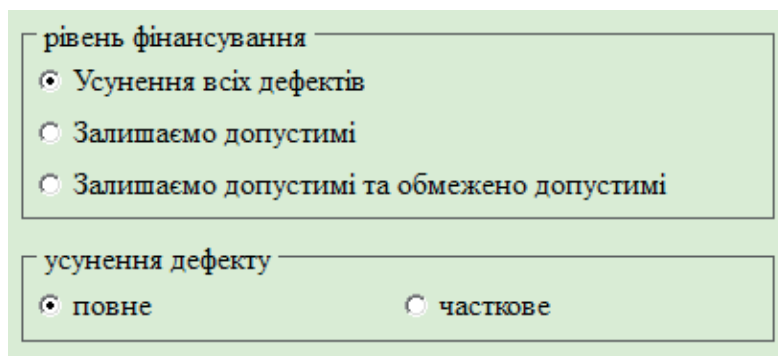 рівень фінансування
Усунення всіх дефектів
Залишаємо допустимі
Залишаємо допустимі та обмежено допустимі
усунення дефекту
повне часткове